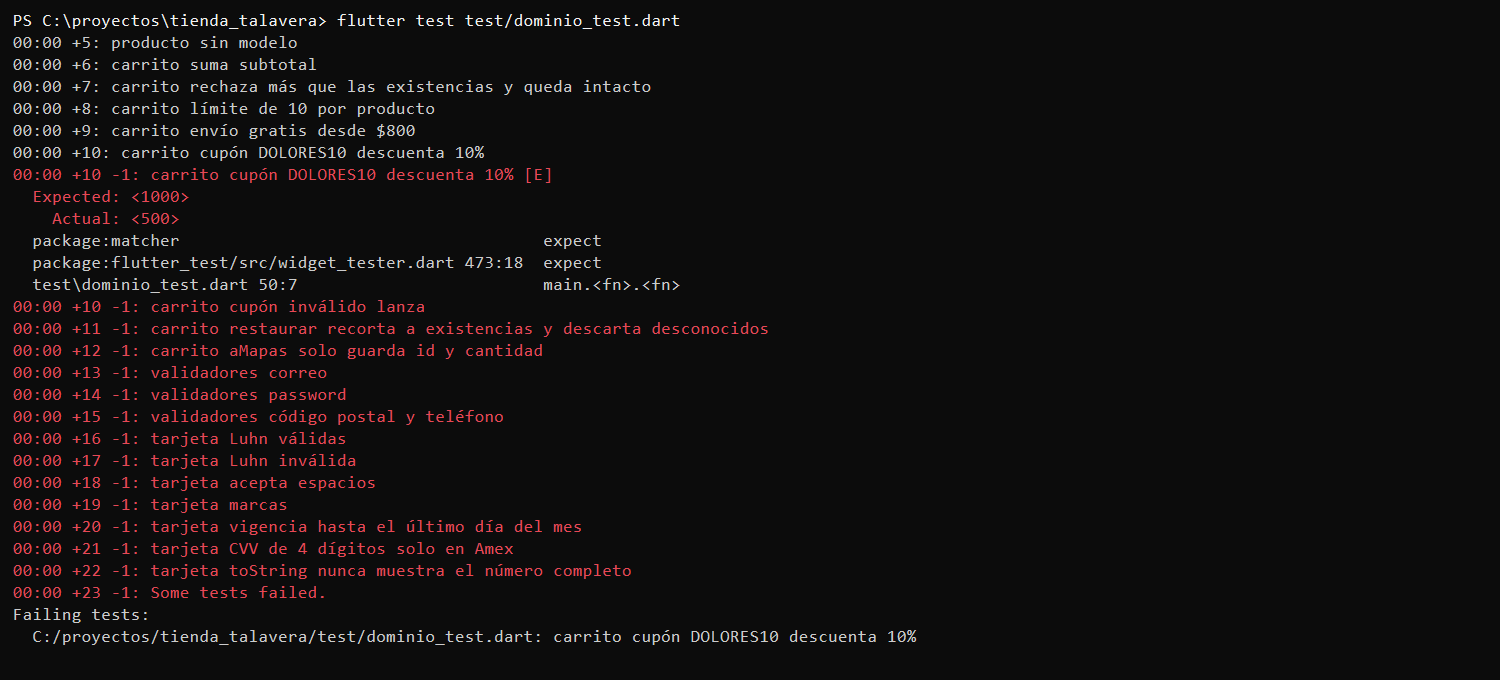 PS C:\proyectos\tienda_talavera> flutter test test/dominio_test.dart
00:00 +5: producto sin modelo
00:00 +6: carrito suma subtotal
00:00 +7: carrito rechaza más que las existencias y queda intacto
00:00 +8: carrito límite de 10 por producto
00:00 +9: carrito envío gratis desde $800
00:00 +10: carrito cupón DOLORES10 descuenta 10%
00:00 +10 -1: carrito cupón DOLORES10 descuenta 10% [E]
  Expected: <1000>
    Actual: <500>
  package:matcher                                     expect
  package:flutter_test/src/widget_tester.dart 473:18  expect
  test\dominio_test.dart 50:7                         main.<fn>.<fn>
00:00 +10 -1: carrito cupón inválido lanza
00:00 +11 -1: carrito restaurar recorta a existencias y descarta desconocidos
00:00 +12 -1: carrito aMapas solo guarda id y cantidad
00:00 +13 -1: validadores correo
00:00 +14 -1: validadores password
00:00 +15 -1: validadores código postal y teléfono
00:00 +16 -1: tarjeta Luhn válidas
00:00 +17 -1: tarjeta Luhn inválida
00:00 +18 -1: tarjeta acepta espacios
00:00 +19 -1: tarjeta marcas
00:00 +20 -1: tarjeta vigencia hasta el último día del mes
00:00 +21 -1: tarjeta CVV de 4 dígitos solo en Amex
00:00 +22 -1: tarjeta toString nunca muestra el número completo
00:00 +23 -1: Some tests failed.
Failing tests:
  C:/proyectos/tienda_talavera/test/dominio_test.dart: carrito cupón DOLORES10 descuenta 10%